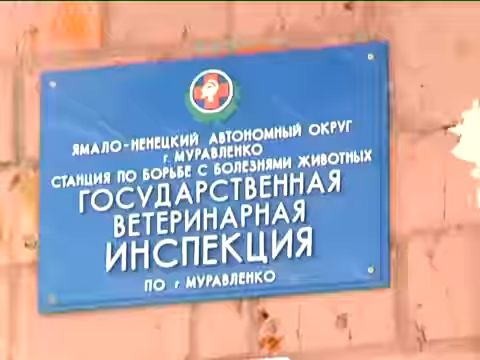 ЯМАЛО-НЕНЕЦКИЙ АВТОНОМНЫЙ ОКРУГ
г. МУРАВЛЕНКО
СТАНЦИЯ ПО БОРЬБЕ С БОЛЕЗНЯМИ ЖИВОТНЫХ
ГОСУДАРСТВЕННАЯ
ВЕТЕРИНАРНАЯ
ИНСПЕКЦИЯ
ПО г МУРАВЛЕНКО